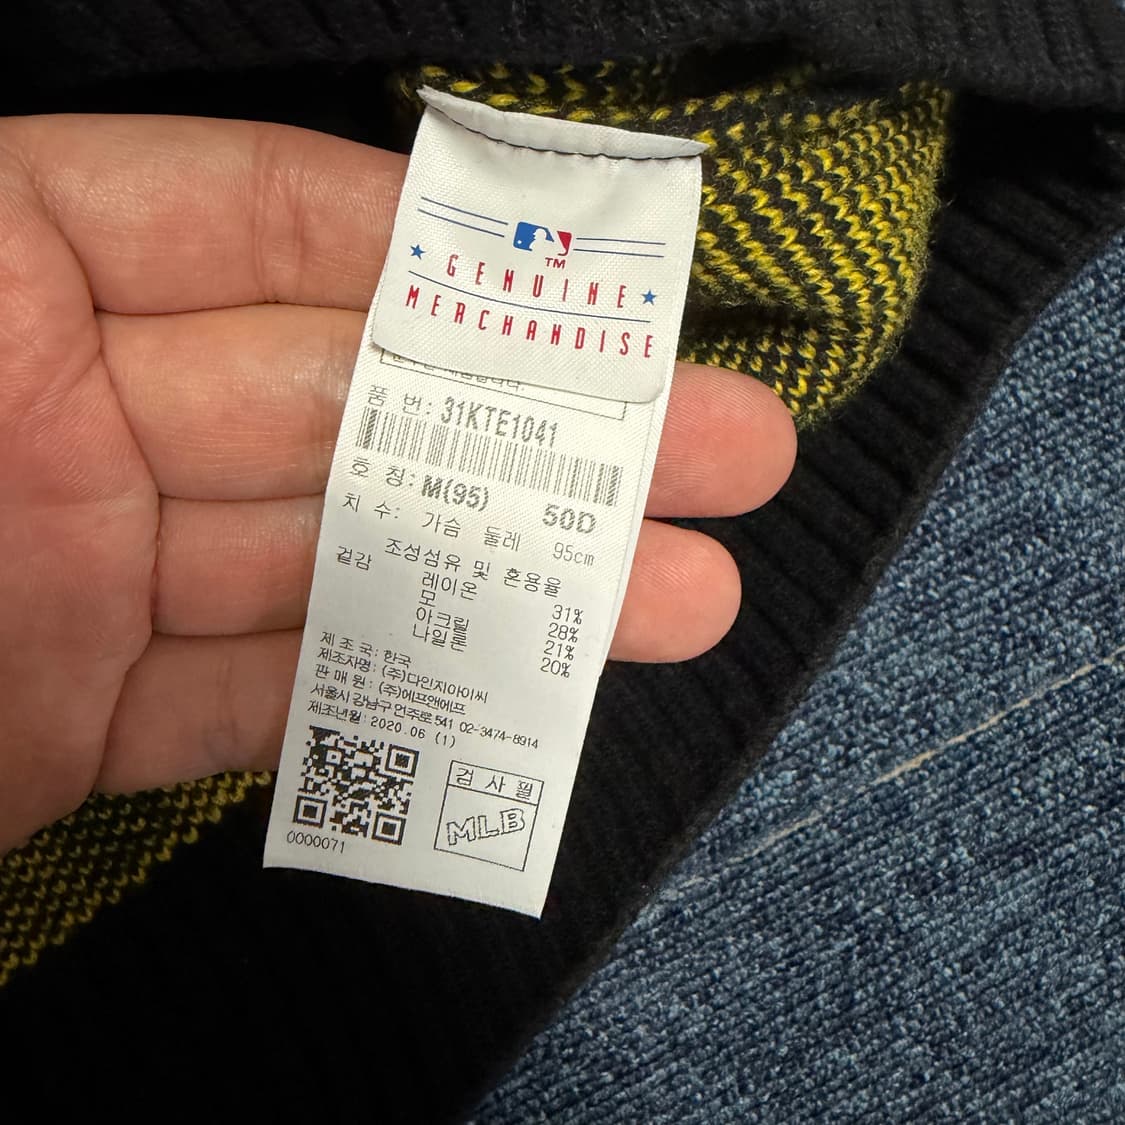 TM
GENUINE
MERCHANDISE
품 번: 31KTE1041
호 칭: M(95) 50D
치 수: 가슴 둘레 95cm
조성섬유 및 혼용율
겉감 레이온 31%
모 28%
아크릴 21%
나일론 20%
제 조 국: 한국
제조자명: (주)다인지아이씨
판 매 원: (주)에프앤에프
서울시 강남구 언주로 541 02-3474-8914
제조년월: 2020.06 (1)
0000071
검 사 필
MLB